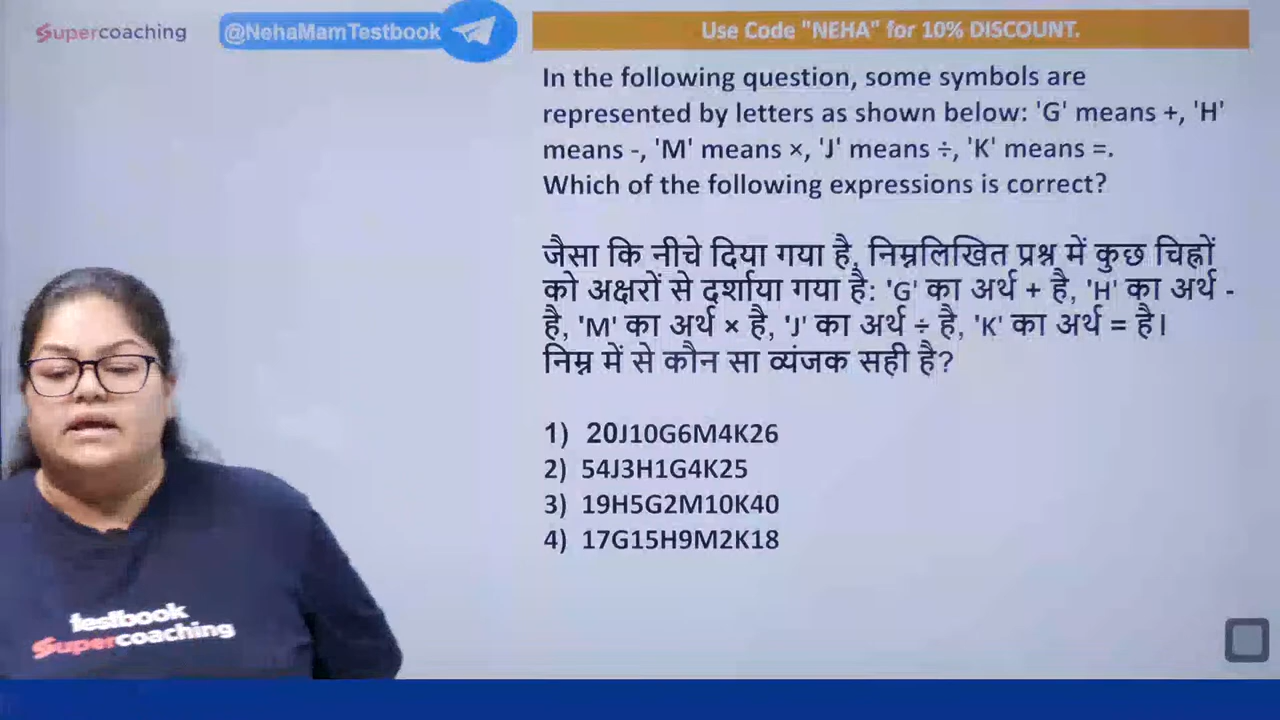 Supercoaching
@NehaMamTestbook
Use Code "NEHA" for 10% DISCOUNT.
In the following question, some symbols are
represented by letters as shown below: 'G' means +, 'H'
means -, 'M' means ×, 'J' means ÷, 'K' means =.
Which of the following expressions is correct?
जैसा कि नीचे दिया गया है, निम्नलिखित प्रश्न में कुछ चिह्नों
को अक्षरों से दर्शाया गया है: 'G' का अर्थ + है, 'H' का अर्थ -
है, 'M' का अर्थ × है, 'J' का अर्थ ÷ है, 'K' का अर्थ = है।
निम्न में से कौन सा व्यंजक सही है?
1) 20J10G6M4K26
2) 54J3H1G4K25
3) 19H5G2M10K40
4) 17G15H9M2K18
testbook
Supercoaching